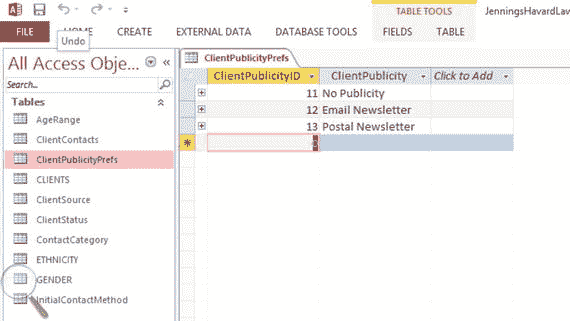 TABLE TOOLS
JenningsHavardLav
FILE
HOME
CREATE
EXTERNAL DATA
DATABASE TOOLS
FIELDS
TABLE
Undo
All Access Obje...
Search...
Tables
AgeRange
ClientContacts
ClientPublicityPrefs
CLIENTS
ClientSource
ClientStatus
ContactCategory
ETHNICITY
GENDER
InitialContactMethod
ClientPublicityPrefs
ClientPublicityID ClientPublicity Click to Add
11 No Publicity
12 Email Newsletter
13 Postal Newsletter